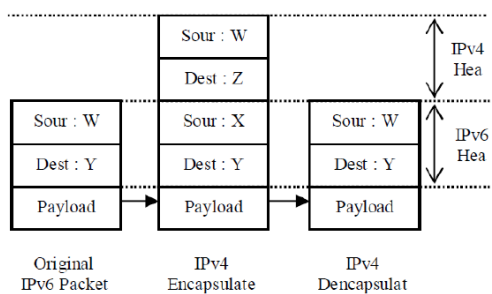 Sour : W
Dest : Z
IPv4
Hea
Sour : W
Dest : Y
Payload
Sour : X
Dest : Y
Payload
Sour : W
Dest : Y
Payload
IPv6
Hea
Original
IPv6 Packet
IPv4
Encapsulate
IPv4
Dencapsulat